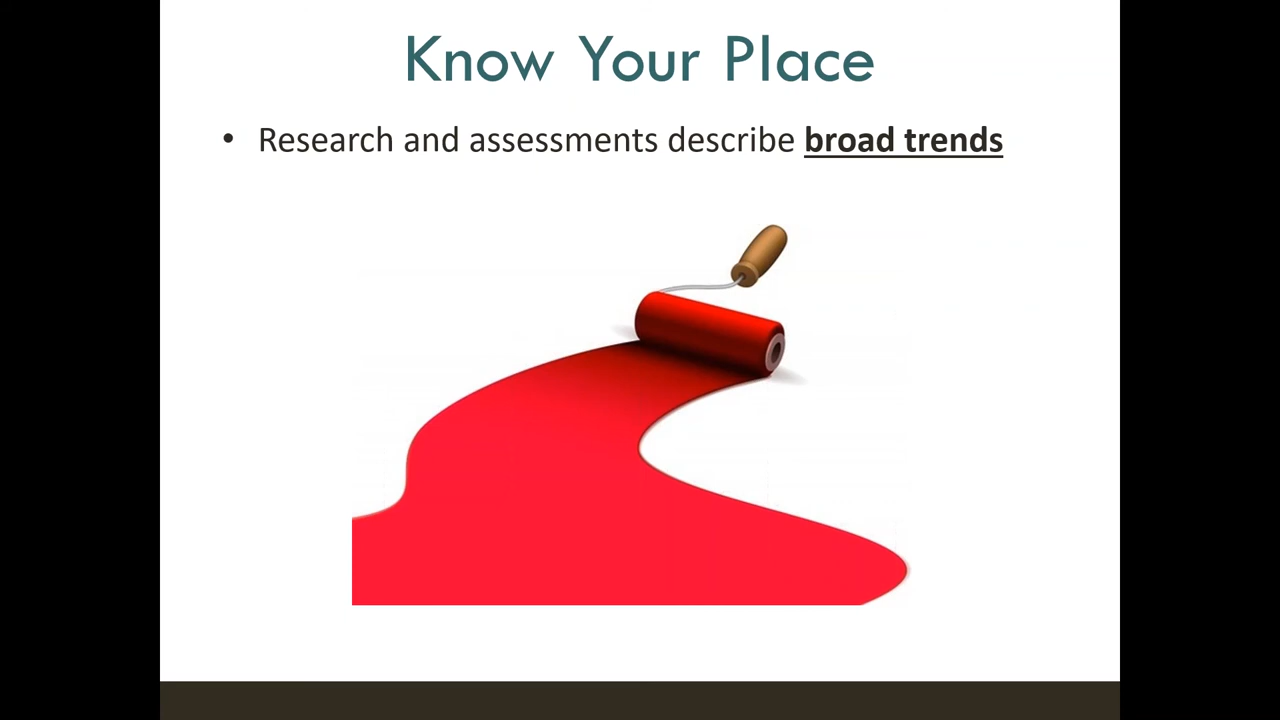 Know Your Place
• Research and assessments describe broad trends